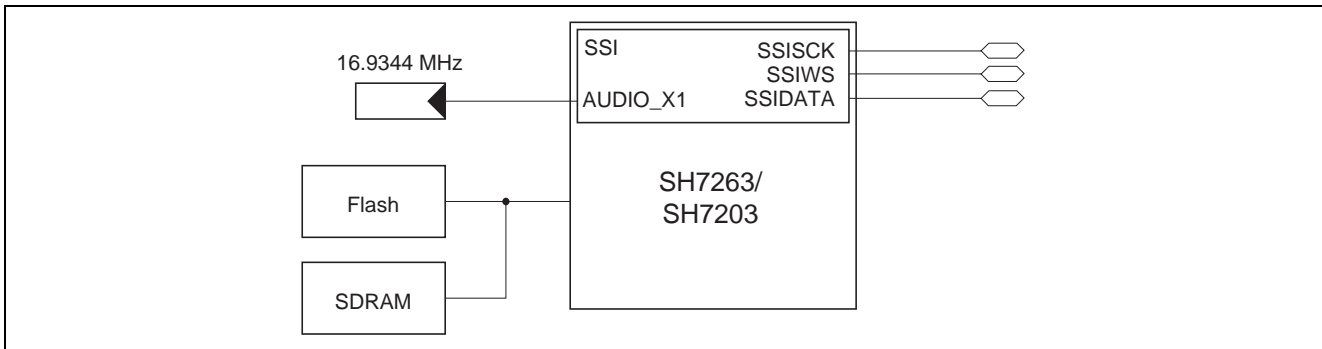 16.9344 MHz
SSI
AUDIO_X1
SSISCK
SSIWS
SSIDATA
Flash
SDRAM
SH7263/
SH7203